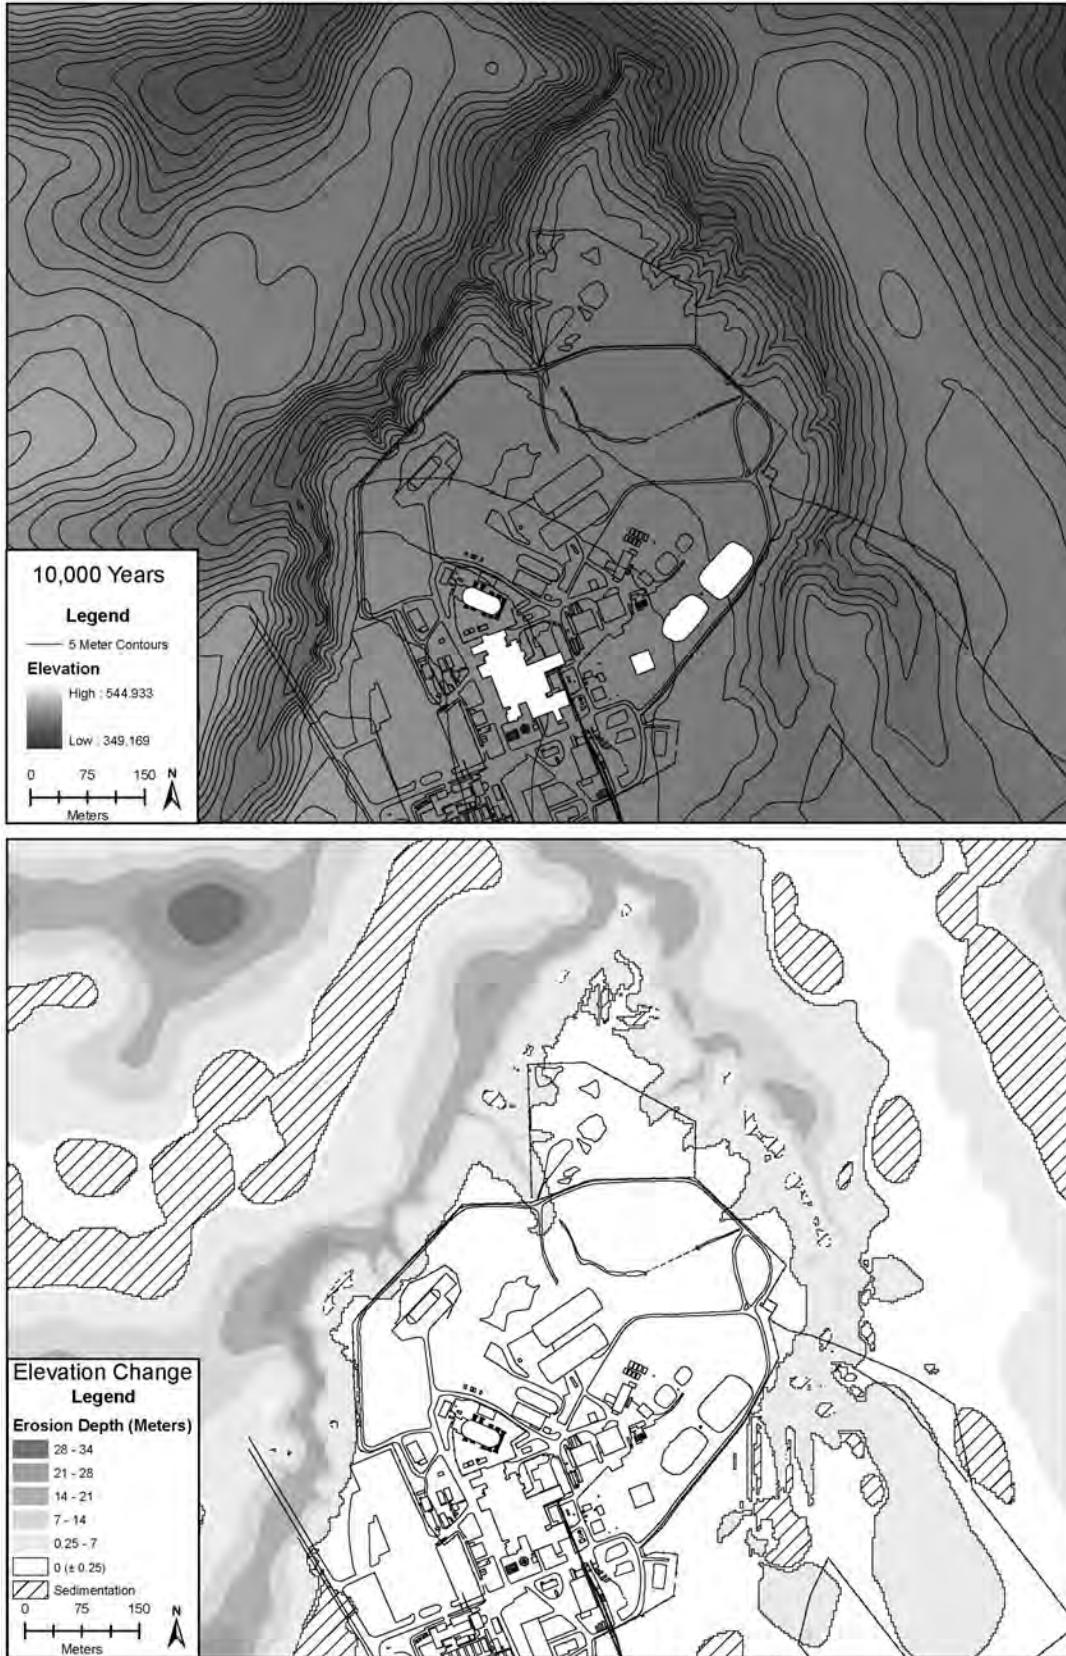 10,000 Years
Legend
5 Meter Contours
Elevation
High : 544.933
Low : 349.169
0 75 150 N
Meters
Elevation Change
Legend
Erosion Depth (Meters)
28 - 34
21 - 28
14 - 21
7 - 14
0.25 - 7
0 (± 0.25)
Sedimentation
0 75 150 N
Meters